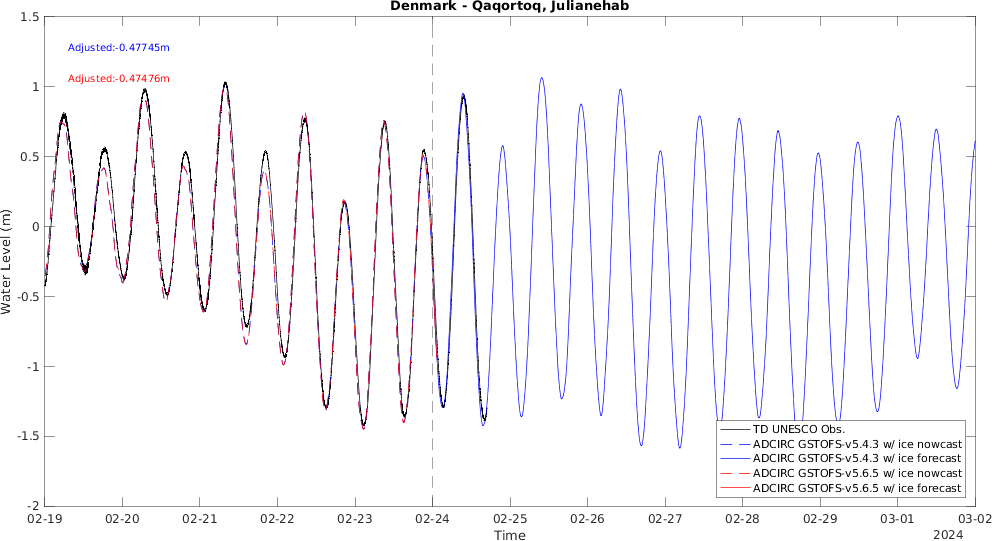 Denmark - Qaqortoq, Julianehab
1.5
Adjusted:-0.47745m
Adjusted:-0.47476m
1
0.5
0
-0.5
-1
-1.5
-2
Water Level (m)
TD UNESCO Obs.
ADCIRC GSTOFS-v5.4.3 w/ ice nowcast
ADCIRC GSTOFS-v5.4.3 w/ ice forecast
ADCIRC GSTOFS-v5.6.5 w/ ice nowcast
ADCIRC GSTOFS-v5.6.5 w/ ice forecast
02-19 02-20 02-21 02-22 02-23 02-24 02-25 02-26 02-27 02-28 02-29 03-01 03-02
Time
2024